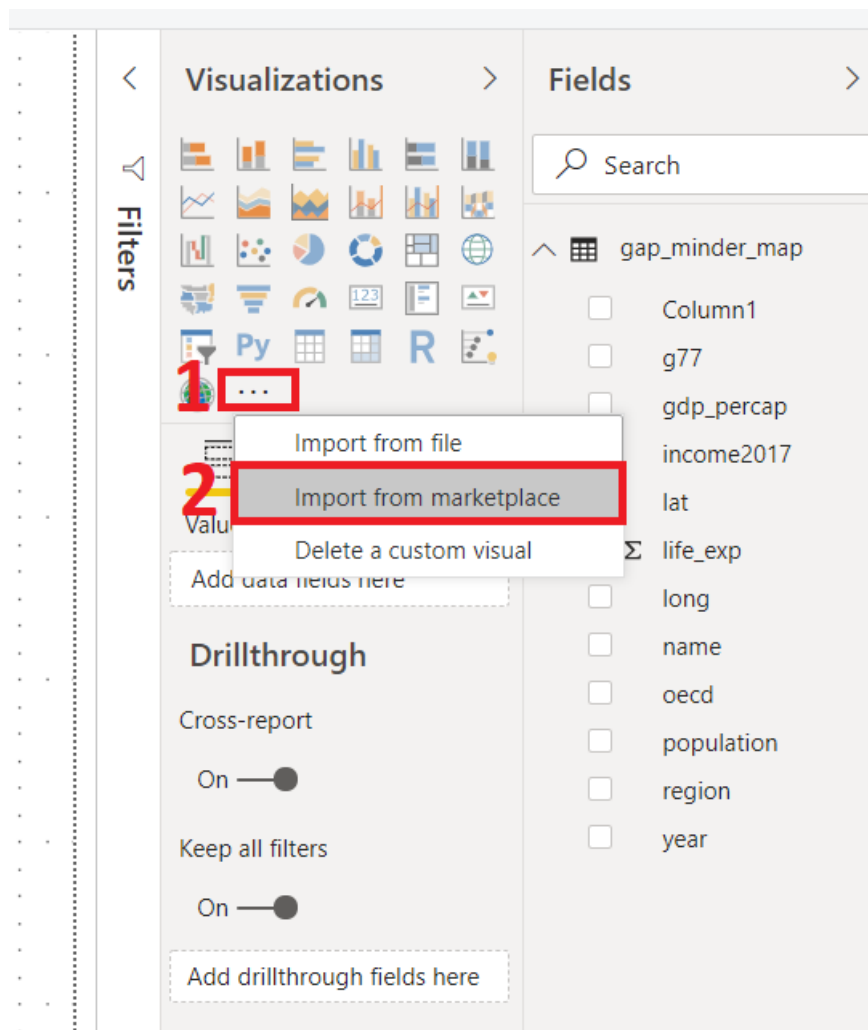 Visualizations
Fields
Search
Filters
gap_minder_map
123
Py
R
1
...
Column1
g77
gdp_percap
income2017
lat
life_exp
long
name
oecd
population
region
year
Import from file
2
Import from marketplace
Delete a custom visual
Valu
Add data fields here
Σ
Drillthrough
Cross-report
On
Keep all filters
On
Add drillthrough fields here